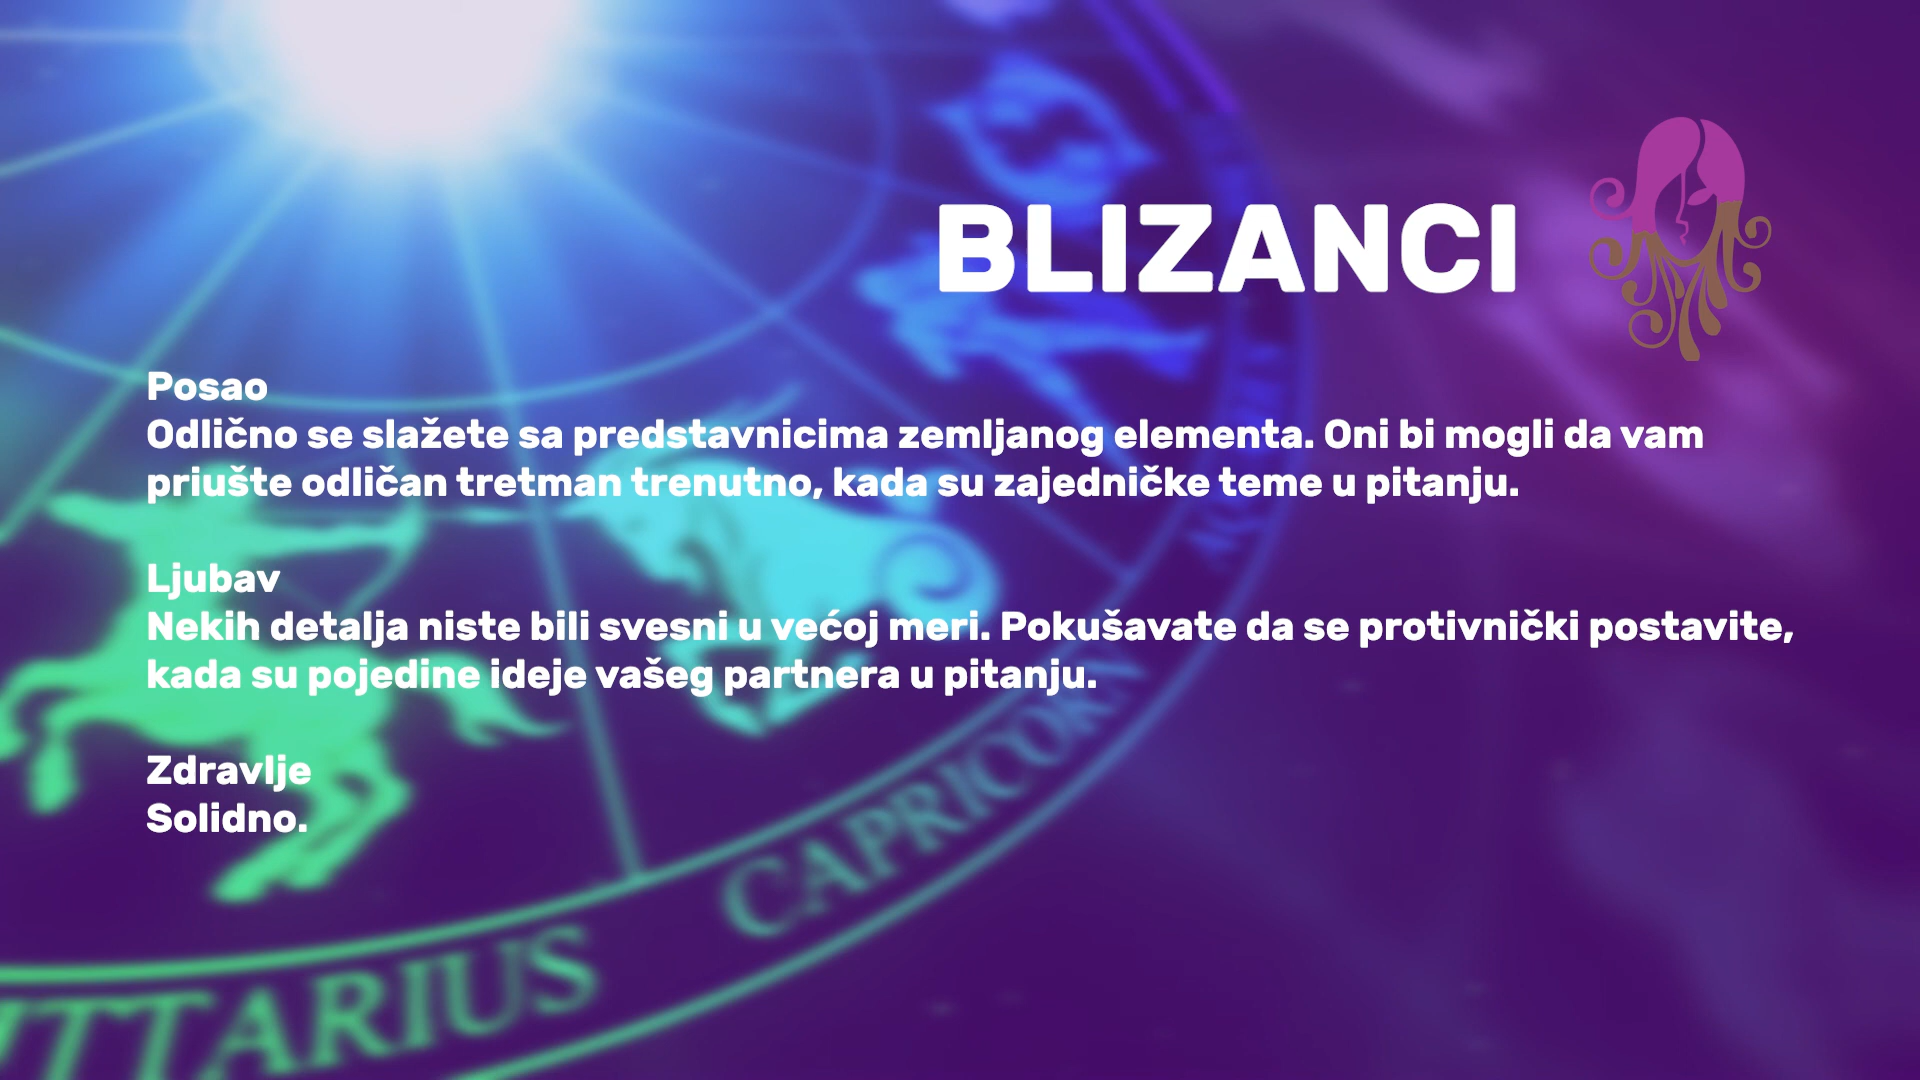 BLIZANCI
Posao
Odlično se slažete sa predstavnicima zemljanog elementa. Oni bi mogli da vam
priušte odličan tretman trenutno, kada su zajedničke teme u pitanju.
Ljubav
Nekih detalja niste bili svesni u većoj meri. Pokušavate da se protivnički postavite,
kada su pojedine ideje vašeg partnera u pitanju.
Zdravlje
Solidno.
CAPRICORN
ITTARIUS